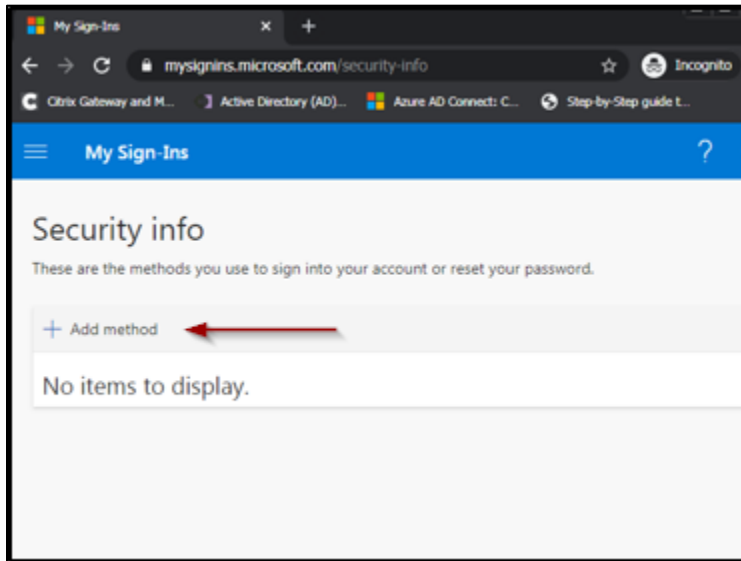 My Sign-Ins
mysignins.microsoft.com/security-info
Incognito
Citrix Gateway and M...
Active Directory (AD)...
Azure AD Connect: C...
Step-by-Step guide t...
My Sign-Ins
?
Security info
These are the methods you use to sign into your account or reset your password.
+ Add method
No items to display.